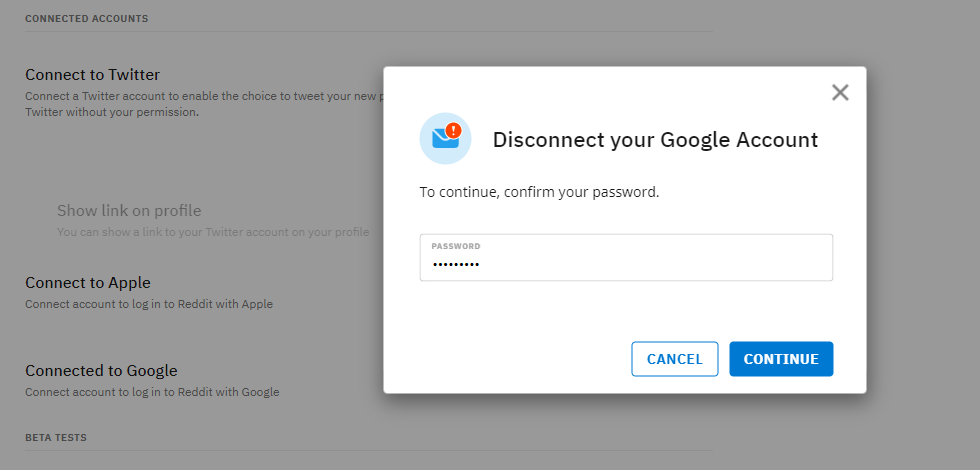 CONNECTED ACCOUNTS
Connect to Twitter
Connect a Twitter account to enable the choice to tweet your new
Twitter without your permission.
Show link on profile
You can show a link to your Twitter account on your profile
Connect to Apple
Connect account to log in to Reddit with Apple
Connected to Google
Connect account to log in to Reddit with Google
BETA TESTS
Disconnect your Google Account
To continue, confirm your password.
PASSWORD
•••••••••
CANCEL
CONTINUE